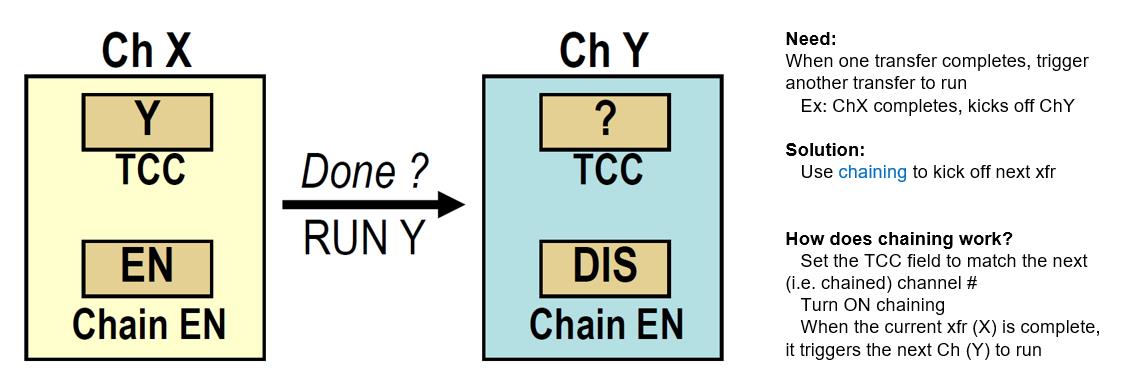 Ch X
Y
TCC
EN
Chain EN
Done ?
RUN Y
Ch Y
?
TCC
DIS
Chain EN
Need:
When one transfer completes, trigger
another transfer to run
Ex: ChX completes, kicks off ChY
Solution:
Use chaining to kick off next xfr
How does chaining work?
Set the TCC field to match the next
(i.e. chained) channel #
Turn ON chaining
When the current xfr (X) is complete,
it triggers the next Ch (Y) to run